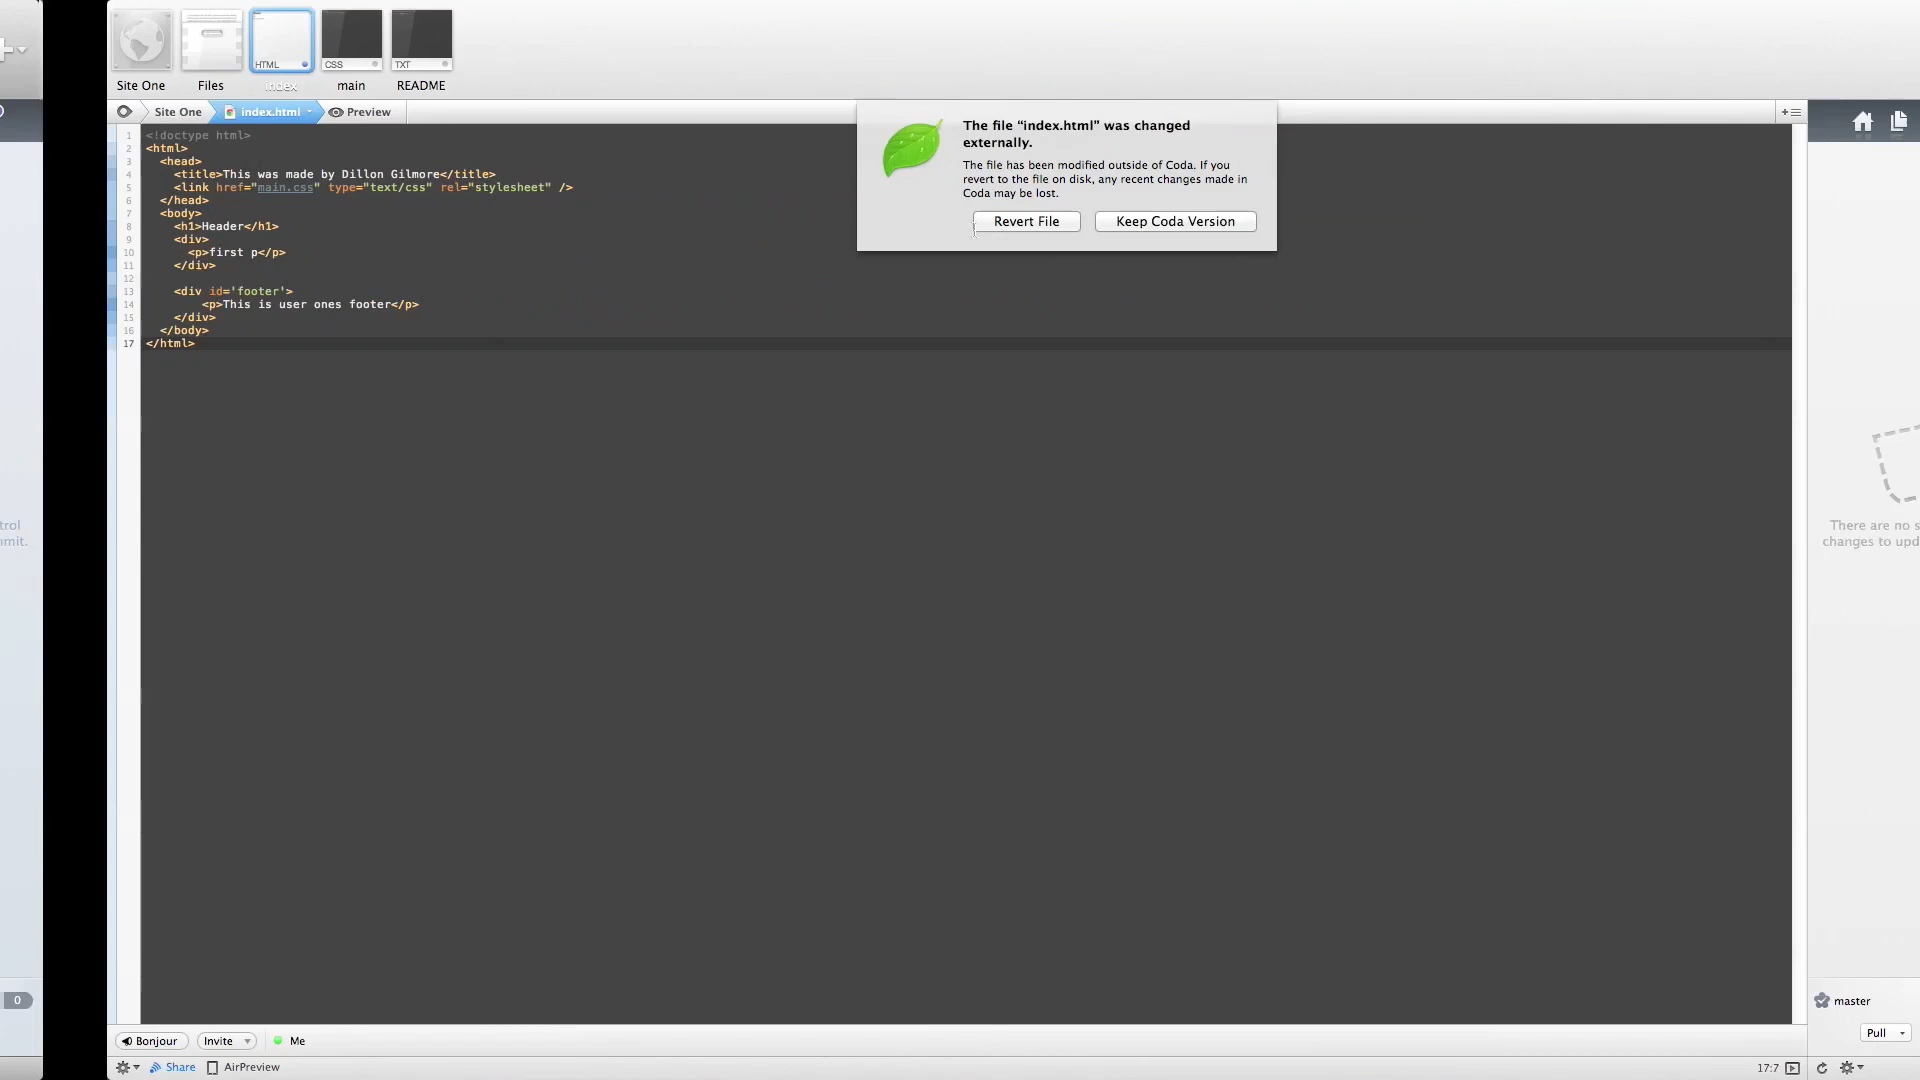 HTML
CSS
TXT
Site One
Files
index
main
README
Site One
index.html
Preview
The file “index.html” was changed
externally.
The file has been modified outside of Coda. If you
revert to the file on disk, any recent changes made in
Coda may be lost.
Revert File
Keep Coda Version
1 <!doctype html>
2 <html>
3 <head>
4 <title>This was made by Dillon Gilmore</title>
5 <link href="main.css" type="text/css" rel="stylesheet" />
6 </head>
7 <body>
8 <h1>Header</h1>
9 <div>
10 <p>first p</p>
11 </div>
12
13 <div id='footer'>
14 <p>This is user ones footer</p>
15 </div>
16 </body>
17 </html>
trol
mmit.
There are no s
changes to upd
0
master
Pull
Bonjour
Invite
Me
Share
AirPreview
17:7